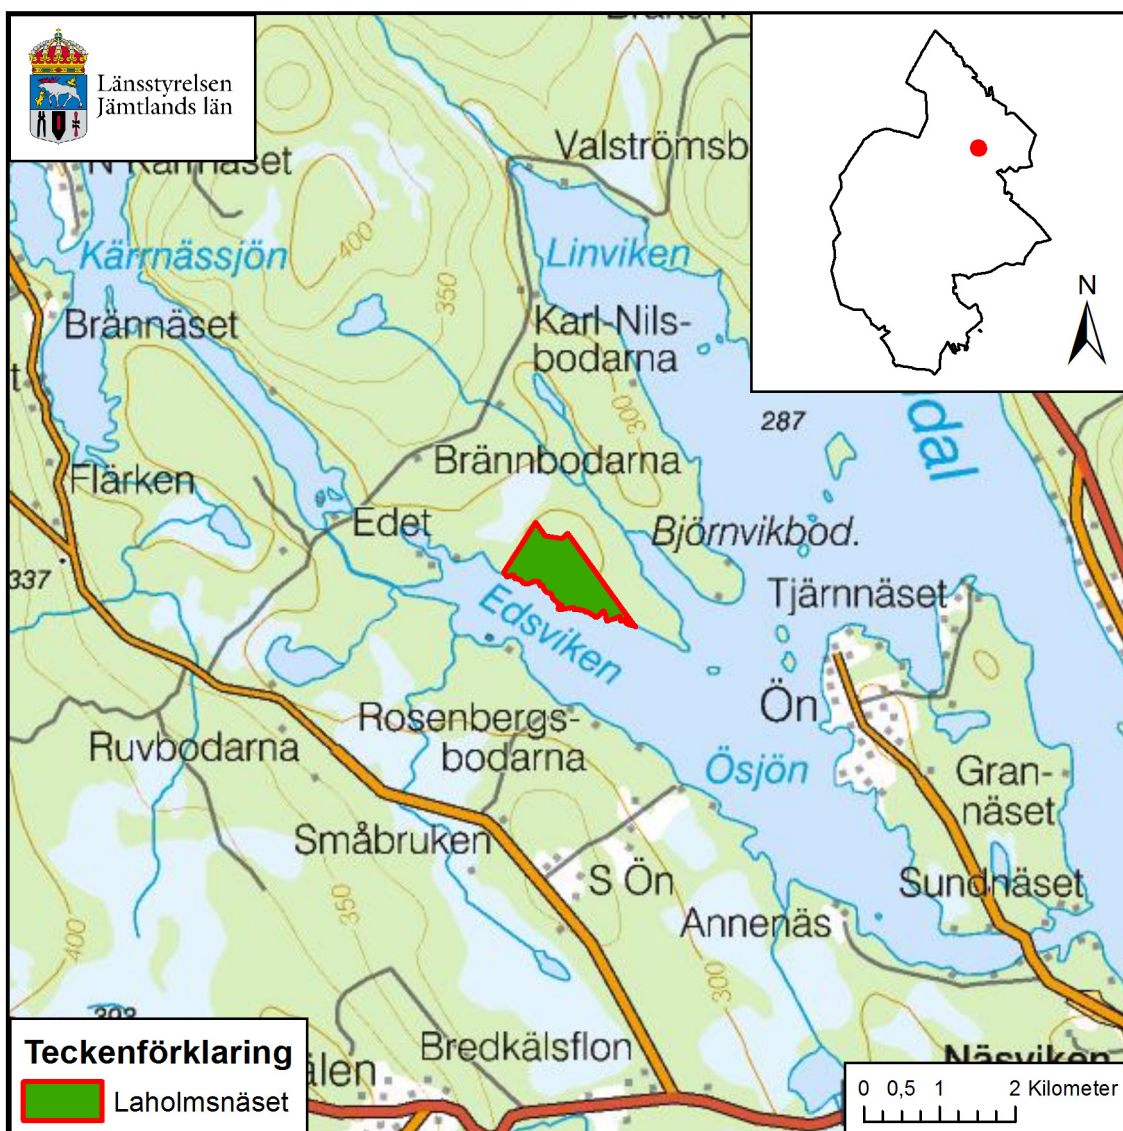 Länsstyrelsen
Jämtlands län
Valströmsb
Kärrnässjön
Linviken
N
400
350
Brännäset
Karl-Nils-
bodarna
300
287
dal
Brännbodarna
Flärken
Edet
Björnvikbod.
337
Tjärnnäset
Edsviken
Ön
Rosenbergs-
bodarna
Ruvbodarna
Ösjön
Gran-
näset
Småbruken
S Ön
Sundnäset
350
Annenäs
400
300
Bredkälsflon
Näsviken
älen
Teckenförklaring
Laholmsnäset
0 0,5 1 2 Kilometer